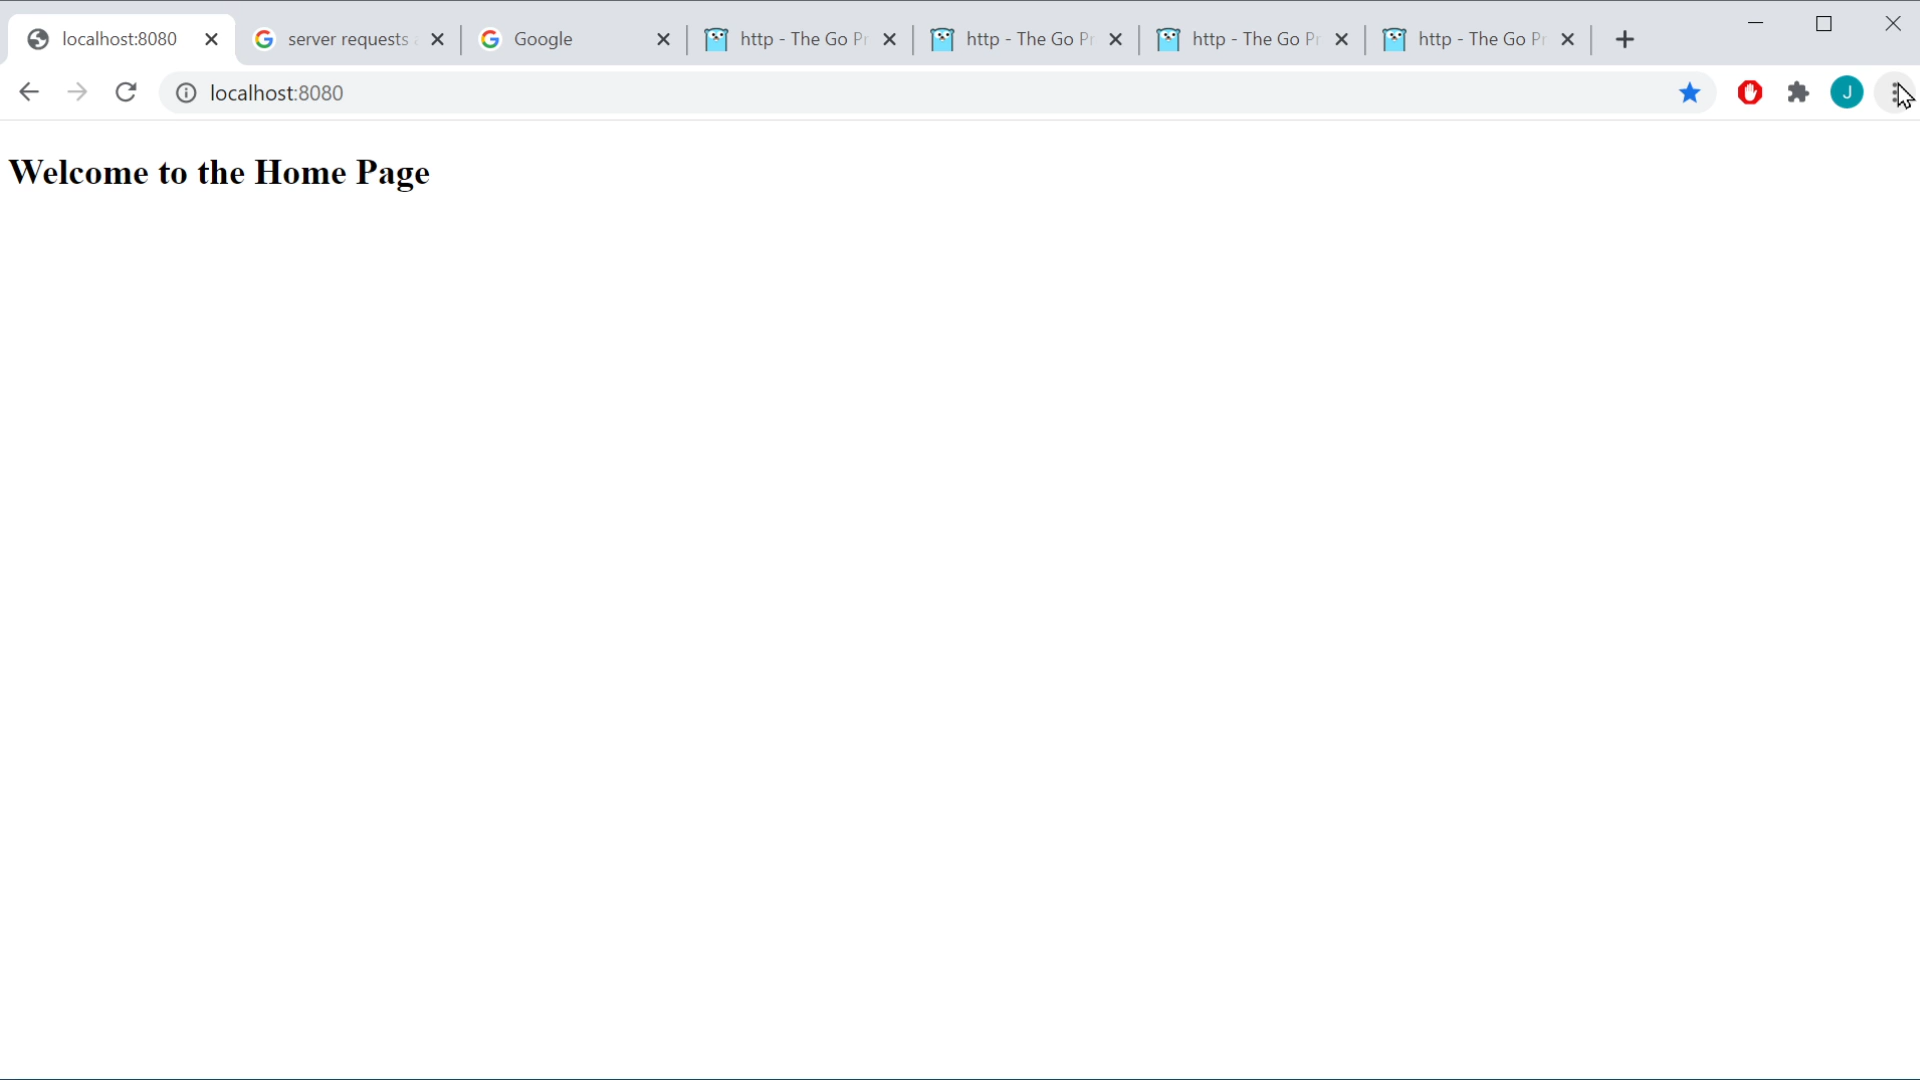 localhost:8080
server requests
Google
http - The Go
http - The Go
http - The Go
http - The Go
localhost:8080
J
Welcome to the Home Page